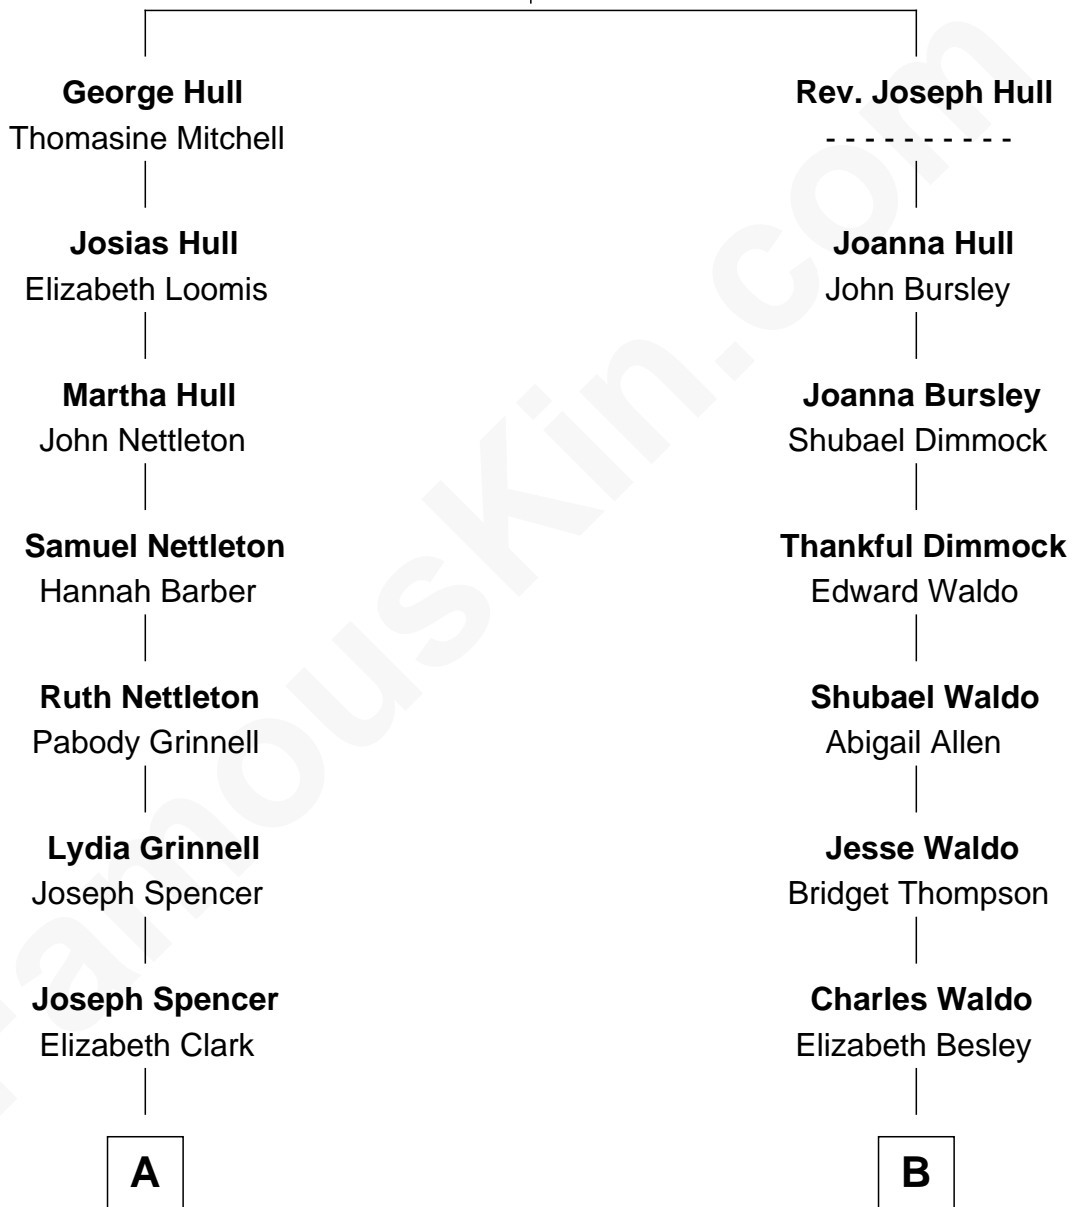 George Hull
Thomasine Mitchell
Josias Hull
Elizabeth Loomis
Martha Hull
John Nettleton
Samuel Nettleton
Hannah Barber
Ruth Nettleton
Pabody Grinnell
Lydia Grinnell
Joseph Spencer
Joseph Spencer
Elizabeth Clark
A
Rev. Joseph Hull
- - - - - - - - - -
Joanna Hull
John Bursley
Joanna Bursley
Shubael Dimmock
Thankful Dimmock
Edward Waldo
Shubael Waldo
Abigail Allen
Jesse Waldo
Bridget Thompson
Charles Waldo
Elizabeth Besley
B
FamousKin.com